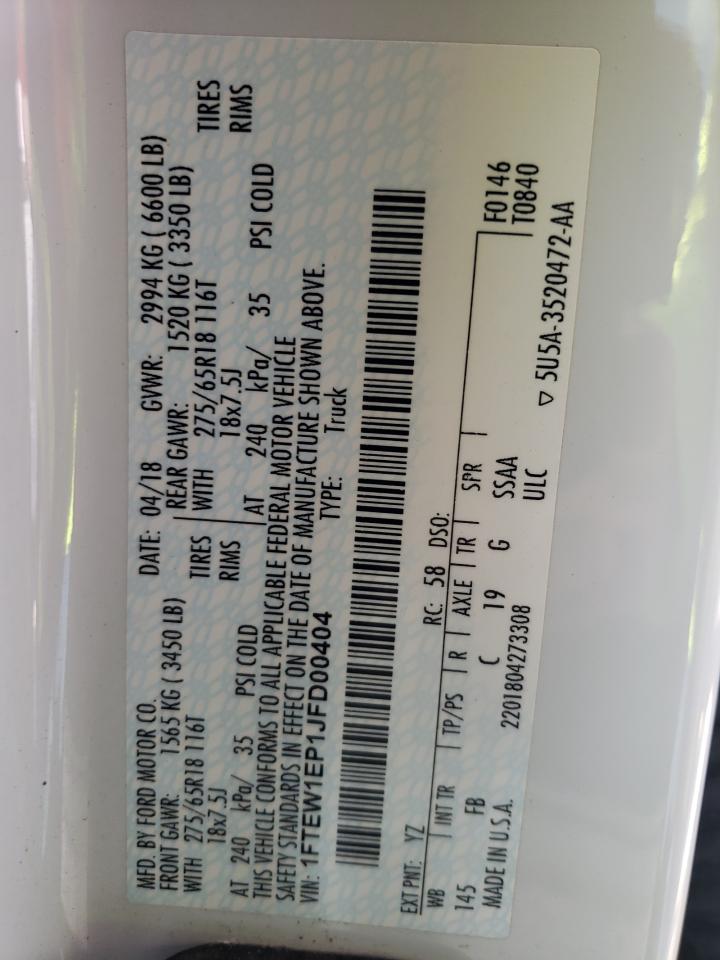 MFD. BY FORD MOTOR CO.
DATE: 04/18 GVWR: 2994 KG ( 6600 LB)
FRONT GAWR: 1565 KG ( 3450 LB) REAR GAWR: 1520 KG ( 3350 LB)
WITH 275/65R18 116T TIRES WITH 275/65R18 116T TIRES
18x7.5J RIMS 18x7.5J RIMS
AT 240 kPa/ 35 PSI COLD AT 240 kPa/ 35 PSI COLD
THIS VEHICLE CONFORMS TO ALL APPLICABLE FEDERAL MOTOR VEHICLE
SAFETY STANDARDS IN EFFECT ON THE DATE OF MANUFACTURE SHOWN ABOVE.
VIN: 1FTEW1EP1JFD00404 TYPE: Truck
EXT PNT: YZ RC: 58 DSO: F0146
WB INT TR TP/PS R AXLE TR SPR T0840
145 FB C 19 G SSAA
MADE IN U.S.A. 2201804273308 ULC ▽ 5U5A-3520472-AA